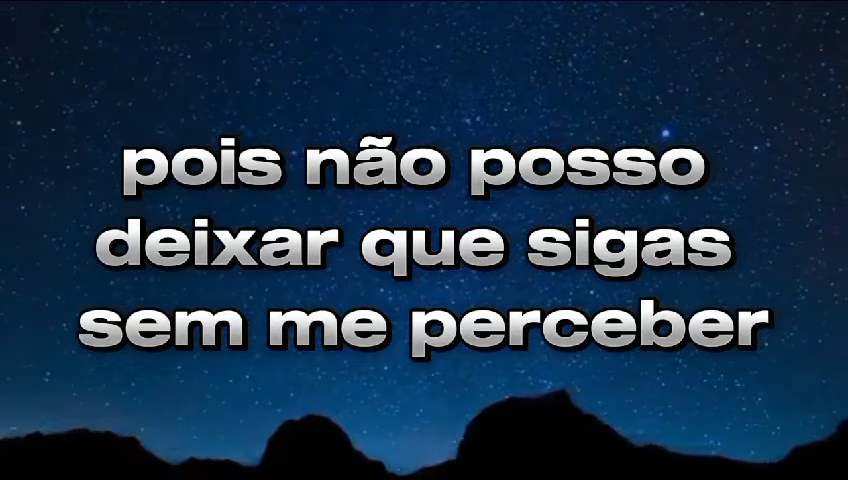 pois não posso
deixar que sigas
sem me perceber